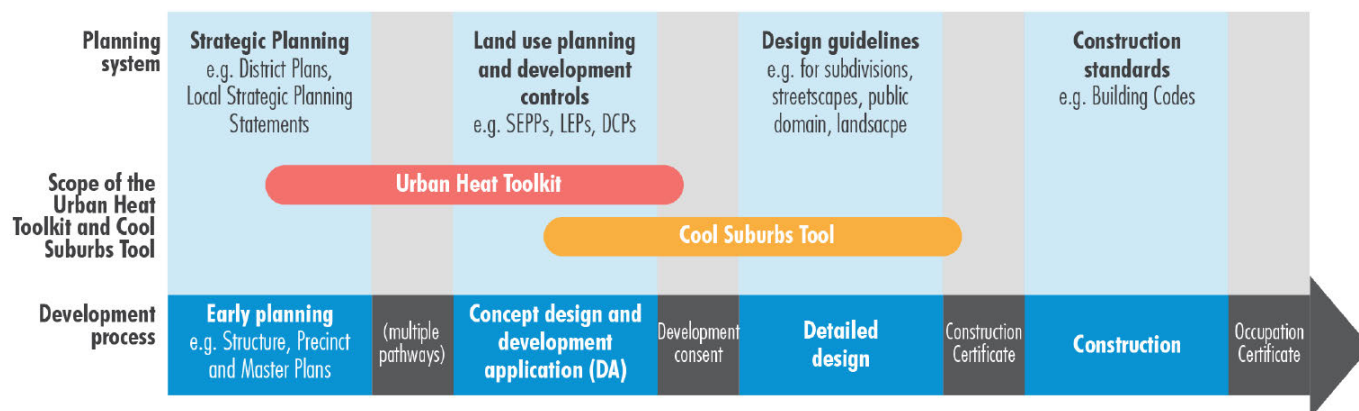 Planning
system
Strategic Planning
e.g. District Plans,
Local Strategic Planning
Statements
Land use planning
and development
controls
e.g. SEPPs, LEPs, DCPs
Design guidelines
e.g. for subdivisions,
streetscapes, public
domain, landsacpe
Construction
standards
e.g. Building Codes
Scope of the
Urban Heat
Toolkit and Cool
Suburbs Tool
Urban Heat Toolkit
Cool Suburbs Tool
Development
process
Early planning
e.g. Structure, Precinct
and Master Plans
(multiple
pathways)
Concept design and
development
application (DA)
Development
consent
Detailed
design
Construction
Certificate
Construction
Occupation
Certificate